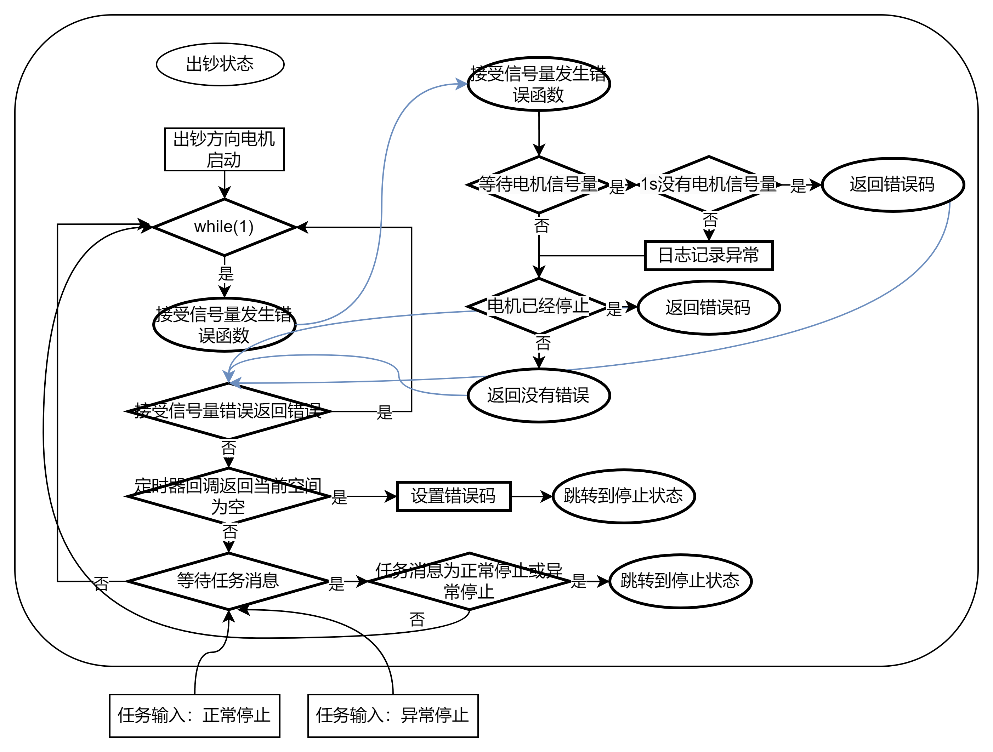 出钞状态
出钞方向电机
启动
while(1)
是
接受信号量发生错
误函数
接受信号量错误返回错误
是
否
定时器回调返回当前空间
为空
是
设置错误码
跳转到停止状态
否
等待任务消息
否
是
任务消息为正常停止或异
常停止
是
跳转到停止状态
否
任务输入：正常停止
任务输入：异常停止
接受信号量发生错
误函数
等待电机信号量
是
1s没有电机信号量
是
返回错误码
否
否
日志记录异常
电机已经停止
是
返回错误码
否
返回没有错误